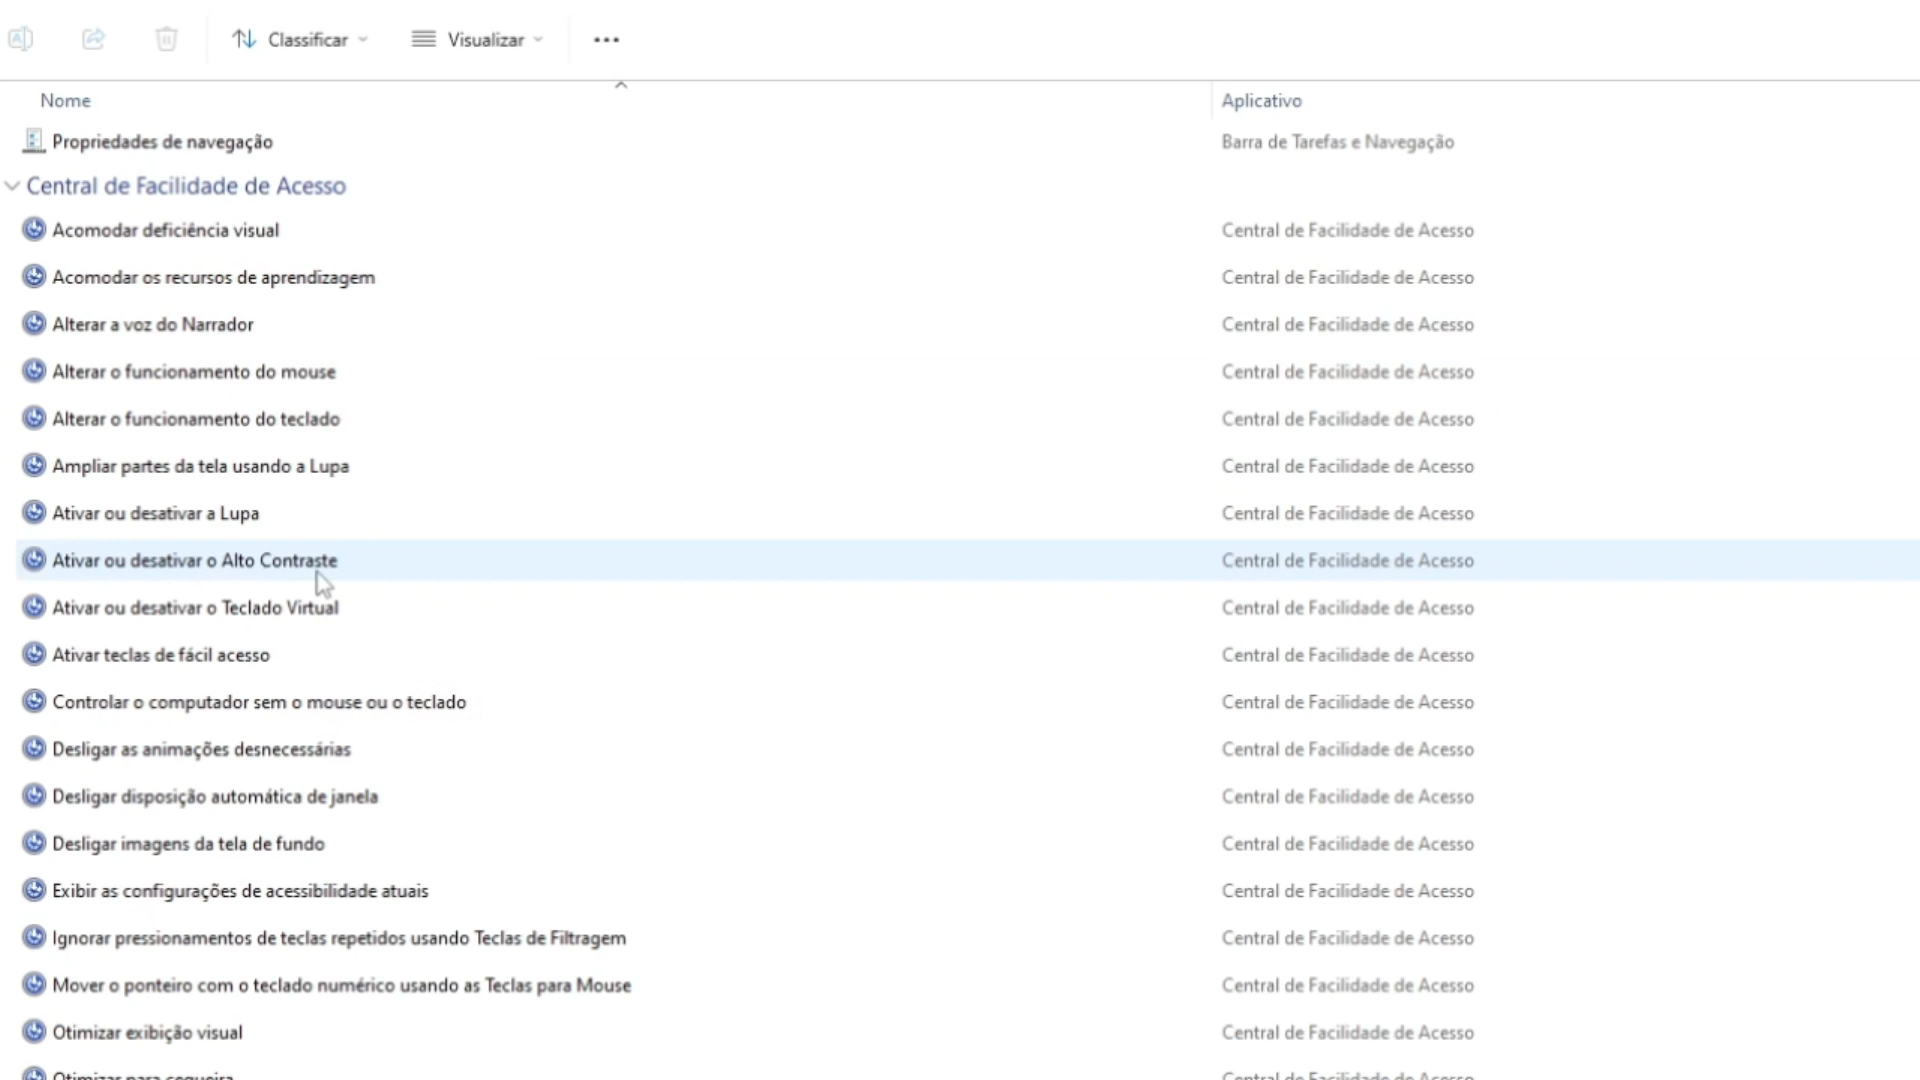 Classificar Visualizar
Nome Aplicativo
Propriedades de navegação Barra de Tarefas e Navegação
Central de Facilidade de Acesso
Acomodar deficiência visual Central de Facilidade de Acesso
Acomodar os recursos de aprendizagem Central de Facilidade de Acesso
Alterar a voz do Narrador Central de Facilidade de Acesso
Alterar o funcionamento do mouse Central de Facilidade de Acesso
Alterar o funcionamento do teclado Central de Facilidade de Acesso
Ampliar partes da tela usando a Lupa Central de Facilidade de Acesso
Ativar ou desativar a Lupa Central de Facilidade de Acesso
Ativar ou desativar o Alto Contraste Central de Facilidade de Acesso
Ativar ou desativar o Teclado Virtual Central de Facilidade de Acesso
Ativar teclas de fácil acesso Central de Facilidade de Acesso
Controlar o computador sem o mouse ou o teclado Central de Facilidade de Acesso
Desligar as animações desnecessárias Central de Facilidade de Acesso
Desligar disposição automática de janela Central de Facilidade de Acesso
Desligar imagens da tela de fundo Central de Facilidade de Acesso
Exibir as configurações de acessibilidade atuais Central de Facilidade de Acesso
Ignorar pressionamentos de teclas repetidos usando Teclas de Filtragem Central de Facilidade de Acesso
Mover o ponteiro com o teclado numérico usando as Teclas para Mouse Central de Facilidade de Acesso
Otimizar exibição visual Central de Facilidade de Acesso
Otimizar para cegueira Central de Facilidade de Acesso